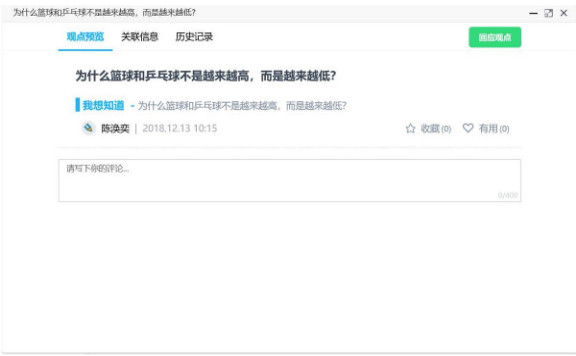 为什么篮球和乒乓球不是越来越高，而是越来越低？
观点预览 关联信息 历史记录 回应观点
为什么篮球和乒乓球不是越来越高，而是越来越低？
我想知道 - 为什么篮球和乒乓球不是越来越高，而是越来越低？
陈涣奕 | 2018.12.13 10:15 收藏(0) 有用(0)
请写下你的评论...
0/400